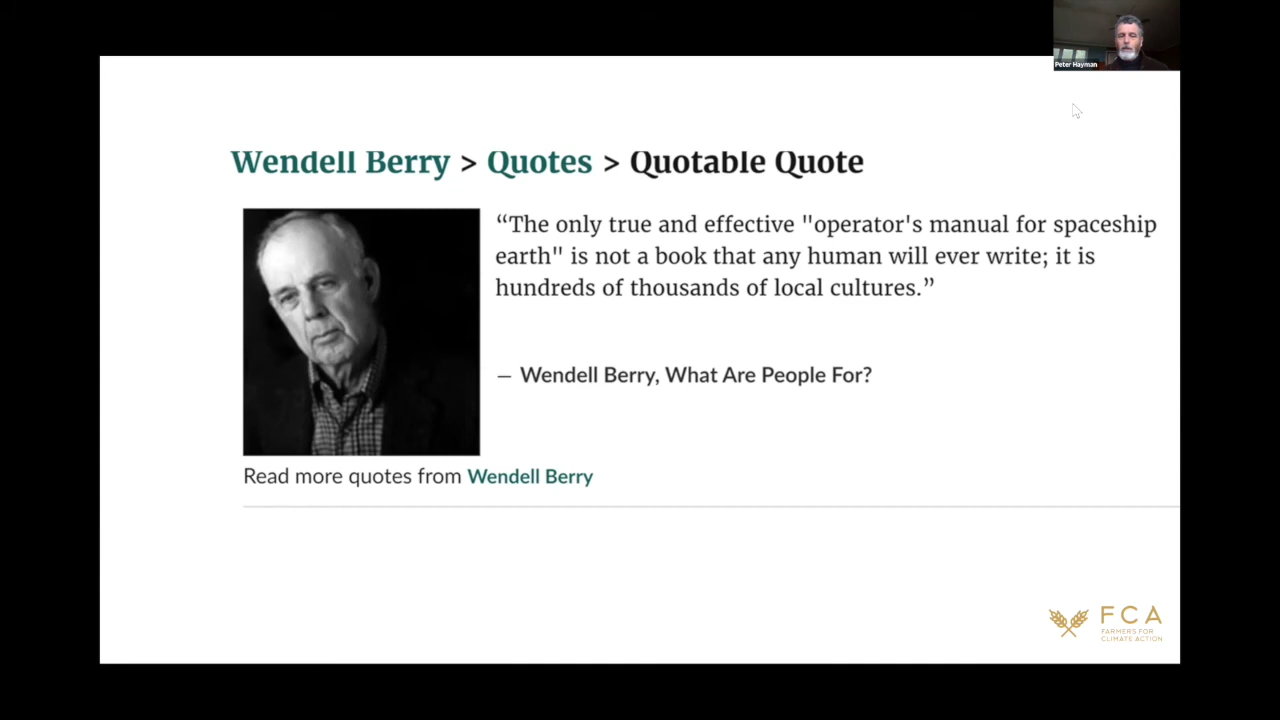 Peter Hayman
Wendell Berry > Quotes > Quotable Quote
“The only true and effective "operator's manual for spaceship
earth" is not a book that any human will ever write; it is
hundreds of thousands of local cultures.”
― Wendell Berry, What Are People For?
Read more quotes from Wendell Berry
FCA
FARMERS FOR
CLIMATE ACTION